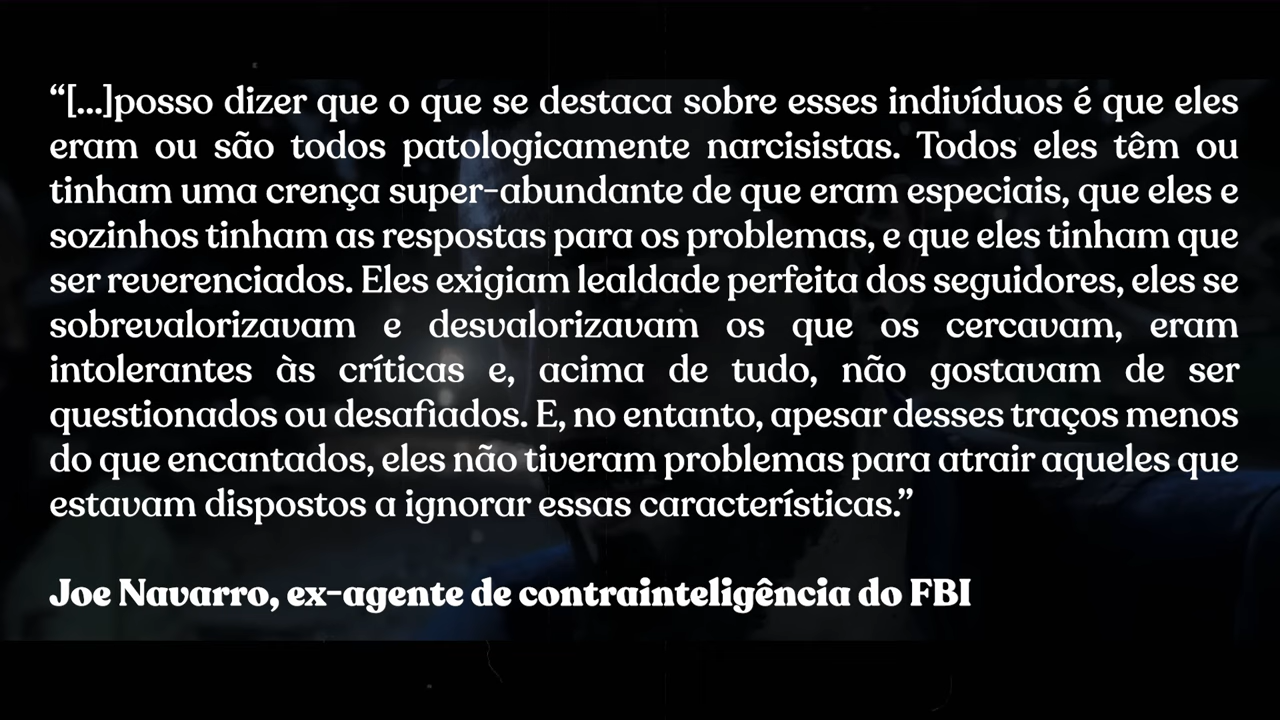 “[...]posso dizer que o que se destaca sobre esses indivíduos é que eles
eram ou são todos patologicamente narcisistas. Todos eles têm ou
tinham uma crença super-abundante de que eram especiais, que eles e
sozinhos tinham as respostas para os problemas, e que eles tinham que
ser reverenciados. Eles exigiam lealdade perfeita dos seguidores, eles se
sobrevalorizavam e desvalorizavam os que os cercavam, eram
intolerantes às críticas e, acima de tudo, não gostavam de ser
questionados ou desafiados. E, no entanto, apesar desses traços menos
do que encantados, eles não tiveram problemas para atrair aqueles que
estavam dispostos a ignorar essas características.”
Joe Navarro, ex-agente de contrainteligência do FBI